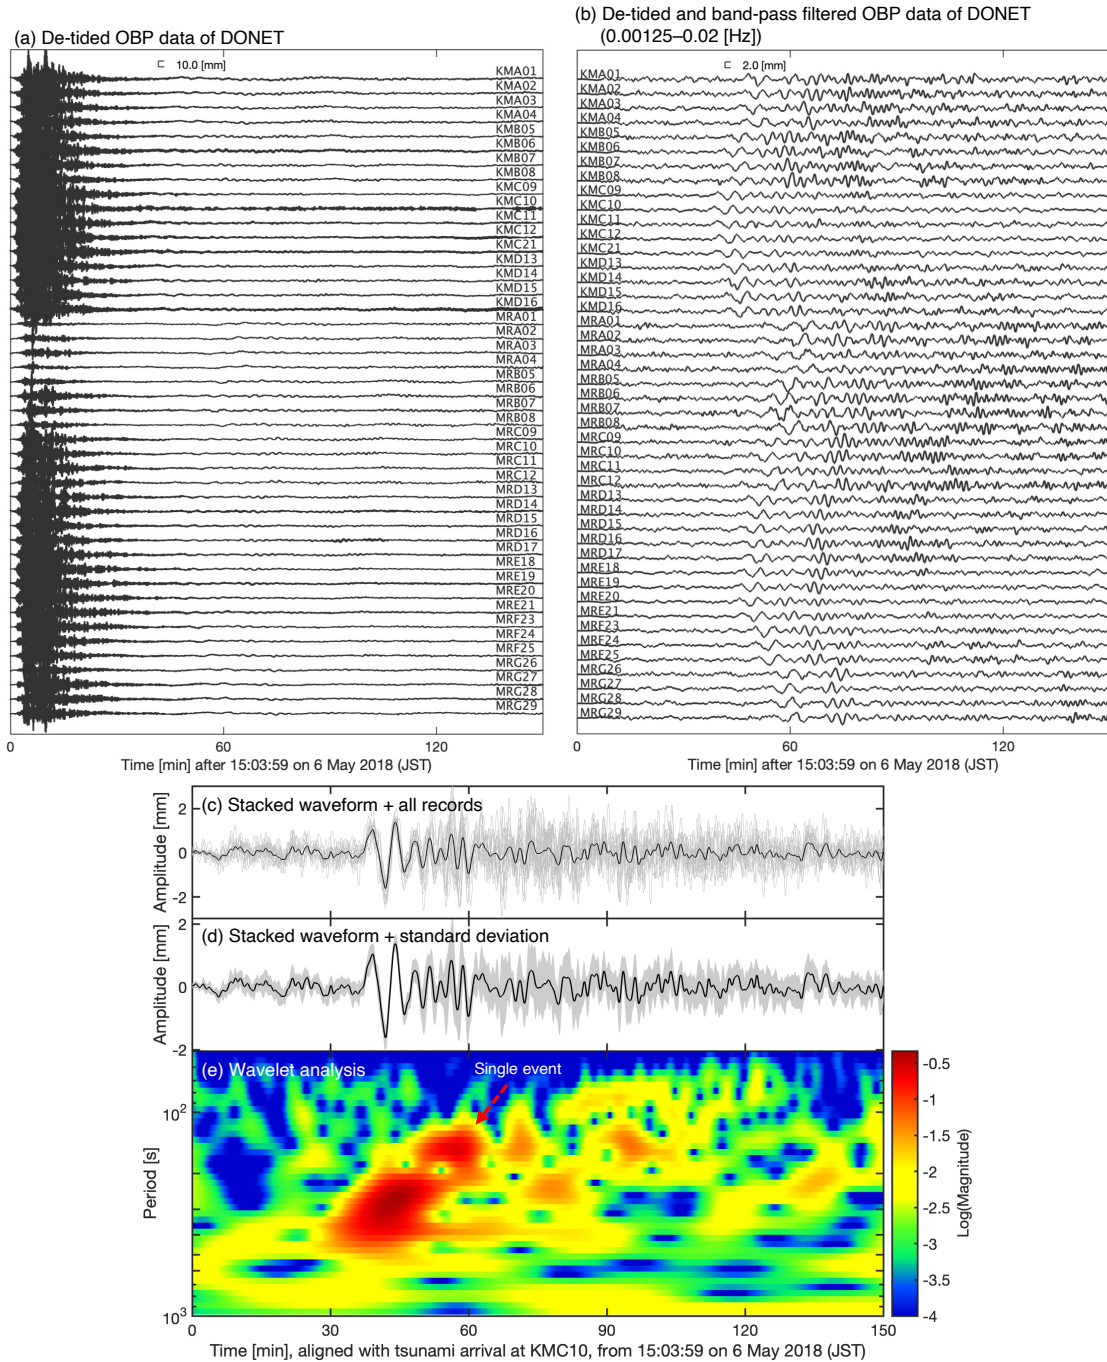 (a) De-tided OBP data of DONET
(b) De-tided and band-pass filtered OBP data of DONET
(0.00125–0.02 [Hz])
10.0 [mm]
KMA01
KMA02
KMA03
KMA04
KMB05
KMB06
KMB07
KMB08
KMC09
KMC10
KMC11
KMC12
KMC21
KMD13
KMD14
KMD15
KMD16
MRA01
MRA02
MRA03
MRA04
MRB05
MRB06
MRB07
MRB08
MRC09
MRC10
MRC11
MRC12
MRD13
MRD14
MRD15
MRD16
MRD17
MRE18
MRE19
MRE20
MRE21
MRF23
MRF24
MRF25
MRG26
MRG27
MRG28
MRG29
0 60 120
Time [min] after 15:03:59 on 6 May 2018 (JST)
2.0 [mm]
KMA01
KMA02
KMA03
KMA04
KMB05
KMB06
KMB07
KMB08
KMC09
KMC10
KMC11
KMC12
KMC21
KMD13
KMD14
KMD15
KMD16
MRA01
MRA02
MRA03
MRA04
MRB05
MRB06
MRB07
MRB08
MRC09
MRC10
MRC11
MRC12
MRD13
MRD14
MRD15
MRD16
MRD17
MRE18
MRE19
MRE20
MRE21
MRF23
MRF24
MRF25
MRG26
MRG27
MRG28
MRG29
0 60 120
Time [min] after 15:03:59 on 6 May 2018 (JST)
(c) Stacked waveform + all records
Amplitude [mm]
2
0
-2
(d) Stacked waveform + standard deviation
Amplitude [mm]
2
0
-2
(e) Wavelet analysis
Single event
Period [s]
10²
10³
0 30 60 90 120 150
Time [min], aligned with tsunami arrival at KMC10, from 15:03:59 on 6 May 2018 (JST)
-0.5
-1
-1.5
-2
-2.5
-3
-3.5
-4
Log(Magnitude)